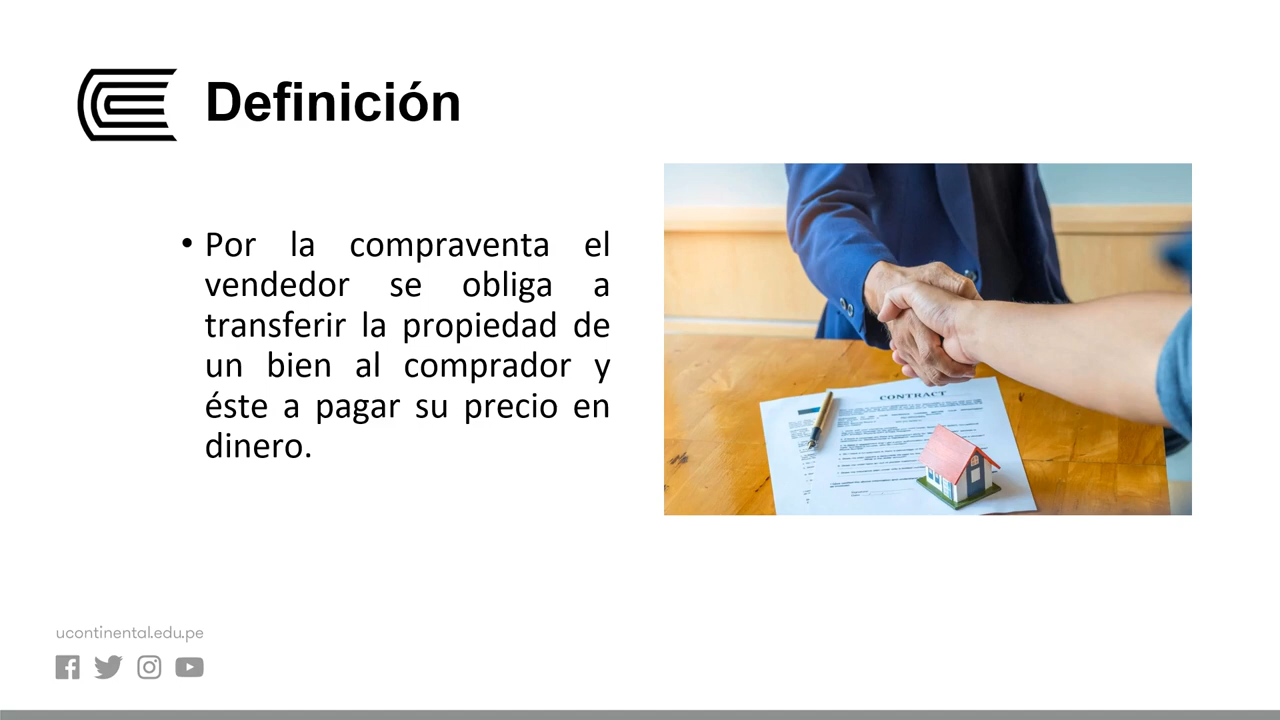 Definición
• Por la compraventa el
vendedor se obliga a
transferir la propiedad de
un bien al comprador y
éste a pagar su precio en
dinero.
CONTRACT
ucontinental.edu.pe